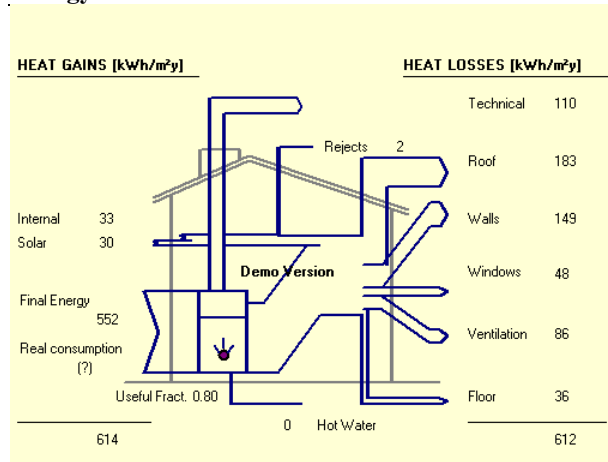 HEAT GAINS [kWh/m²y]
HEAT LOSSES [kWh/m²y]
Technical 110
Rejects 2
Roof 183
Internal 33
Walls 149
Solar 30
Demo Version
Windows 48
Final Energy
552
Ventilation 86
Real consumption
(?)
Useful Fract. 0.80
Floor 36
0 Hot Water
614
612